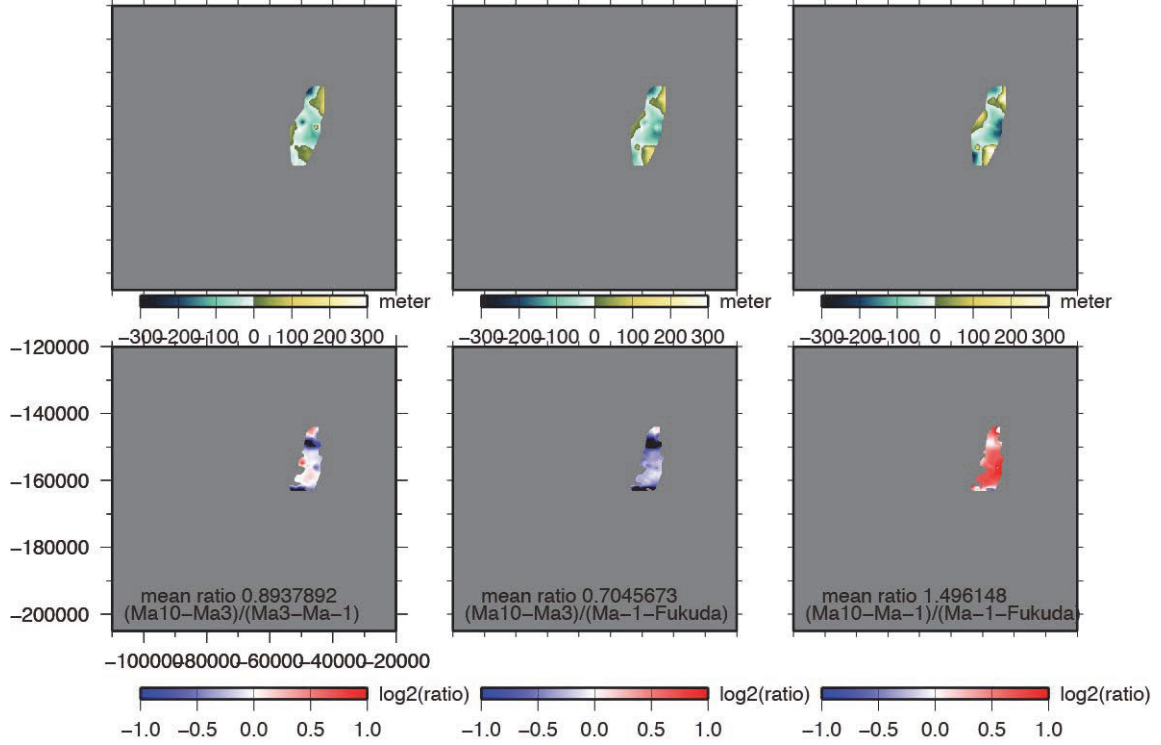 meter meter meter
−300 −200 −100 0 100 200 300 −300 −200 −100 0 100 200 300 −300 −200 −100 0 100 200 300
−120000
−140000
−160000
−180000
−200000
mean ratio 0.8937892 mean ratio 0.7045673 mean ratio 1.496148
(Ma10−Ma3)/(Ma3−Ma−1) (Ma10−Ma3)/(Ma−1−Fukuda) (Ma10−Ma−1)/(Ma−1−Fukuda)
−100000 −80000 −60000 −40000 −20000
log2(ratio) log2(ratio) log2(ratio)
−1.0 −0.5 0.0 0.5 1.0 −1.0 −0.5 0.0 0.5 1.0 −1.0 −0.5 0.0 0.5 1.0